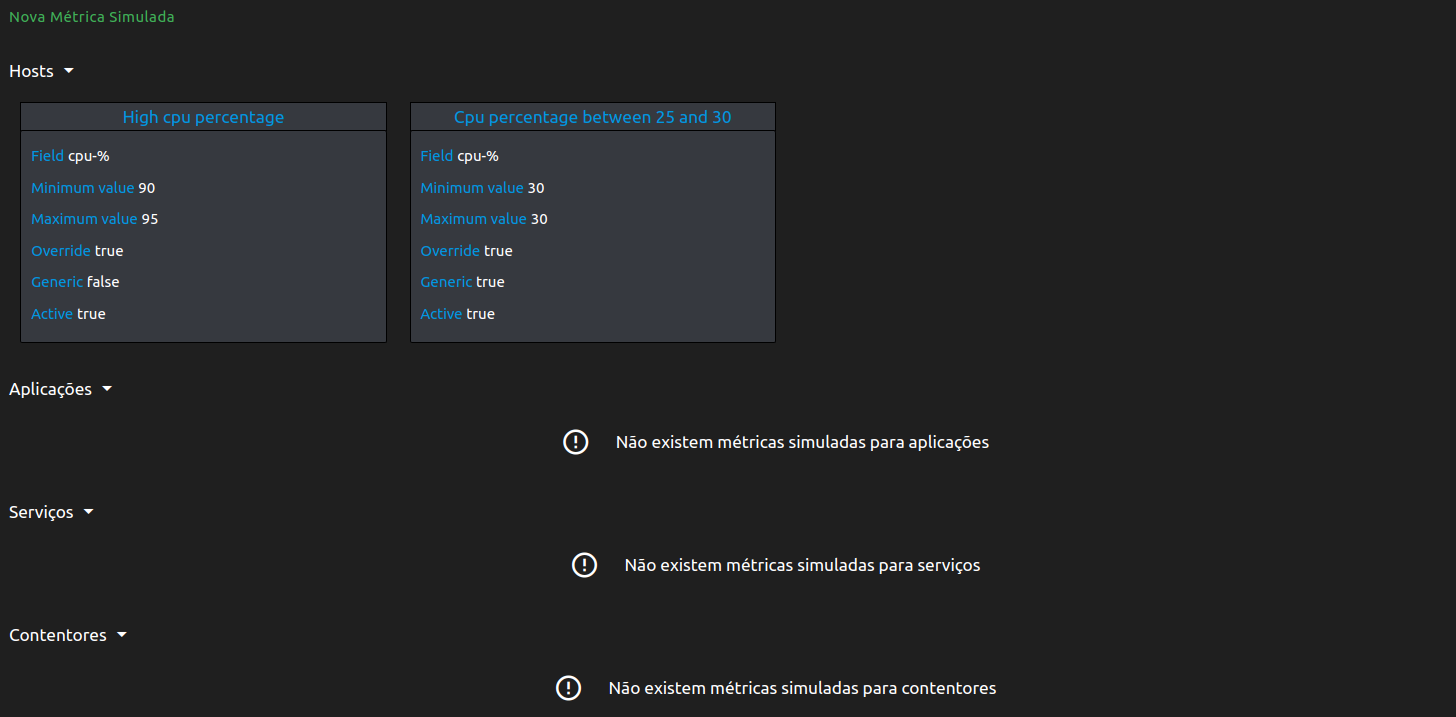 Nova Métrica Simulada
Hosts
High cpu percentage
Field cpu-%
Minimum value 90
Maximum value 95
Override true
Generic false
Active true
Cpu percentage between 25 and 30
Field cpu-%
Minimum value 30
Maximum value 30
Override true
Generic true
Active true
Aplicações
Não existem métricas simuladas para aplicações
Serviços
Não existem métricas simuladas para serviços
Contentores
Não existem métricas simuladas para contentores